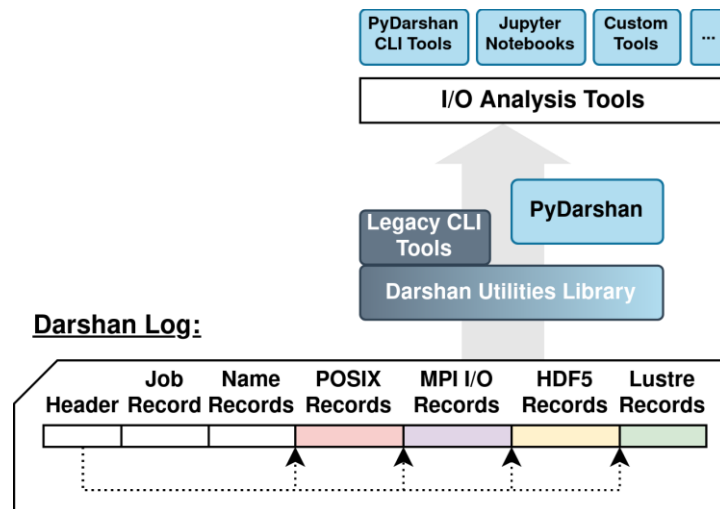 PyDarshan
CLI Tools
Jupyter
Notebooks
Custom
Tools
...
I/O Analysis Tools
PyDarshan
Legacy CLI
Tools
Darshan Utilities Library
Darshan Log:
Header
Job
Record
Name
Records
POSIX
Records
MPI I/O
Records
HDF5
Records
Lustre
Records